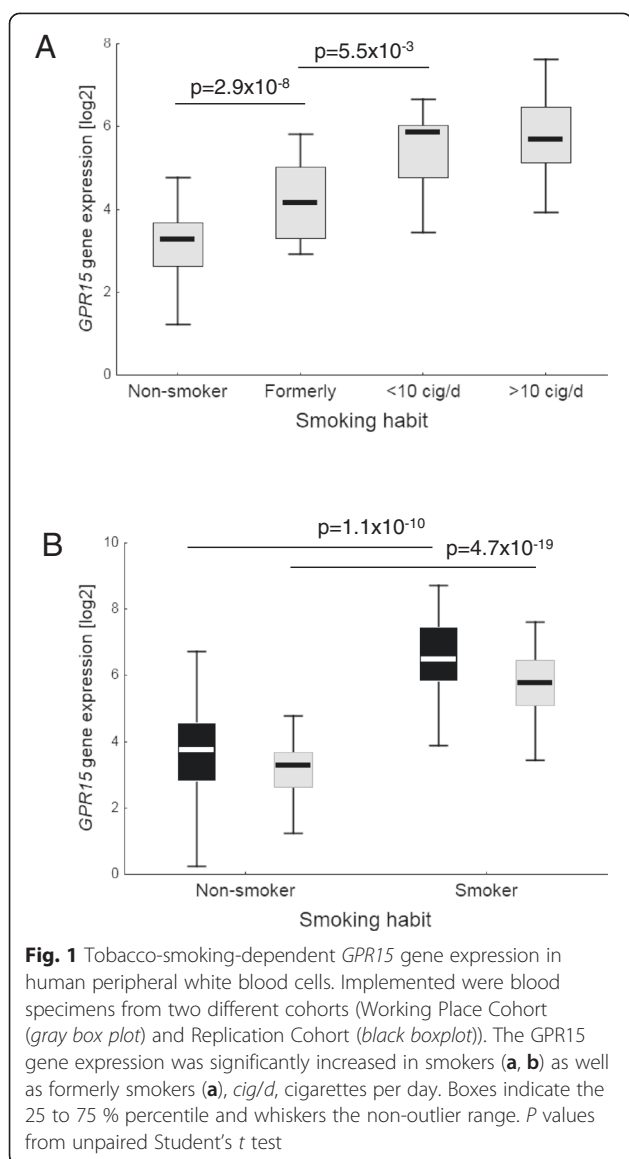 A
p=5.5x10-3
p=2.9x10-8
8
6
4
2
0
GPR15 gene expression [log2]
Non-smoker Formerly <10 cig/d >10 cig/d
Smoking habit
B
p=1.1x10-10
p=4.7x10-19
10
8
6
4
2
0
GPR15 gene expression [log2]
Non-smoker Smoker
Smoking habit
Fig. 1 Tobacco-smoking-dependent GPR15 gene expression in
human peripheral white blood cells. Implemented were blood
specimens from two different cohorts (Working Place Cohort
(gray box plot) and Replication Cohort (black boxplot)). The GPR15
gene expression was significantly increased in smokers (a, b) as well
as formerly smokers (a), cig/d, cigarettes per day. Boxes indicate the
25 to 75 % percentile and whiskers the non-outlier range. P values
from unpaired Student's t test